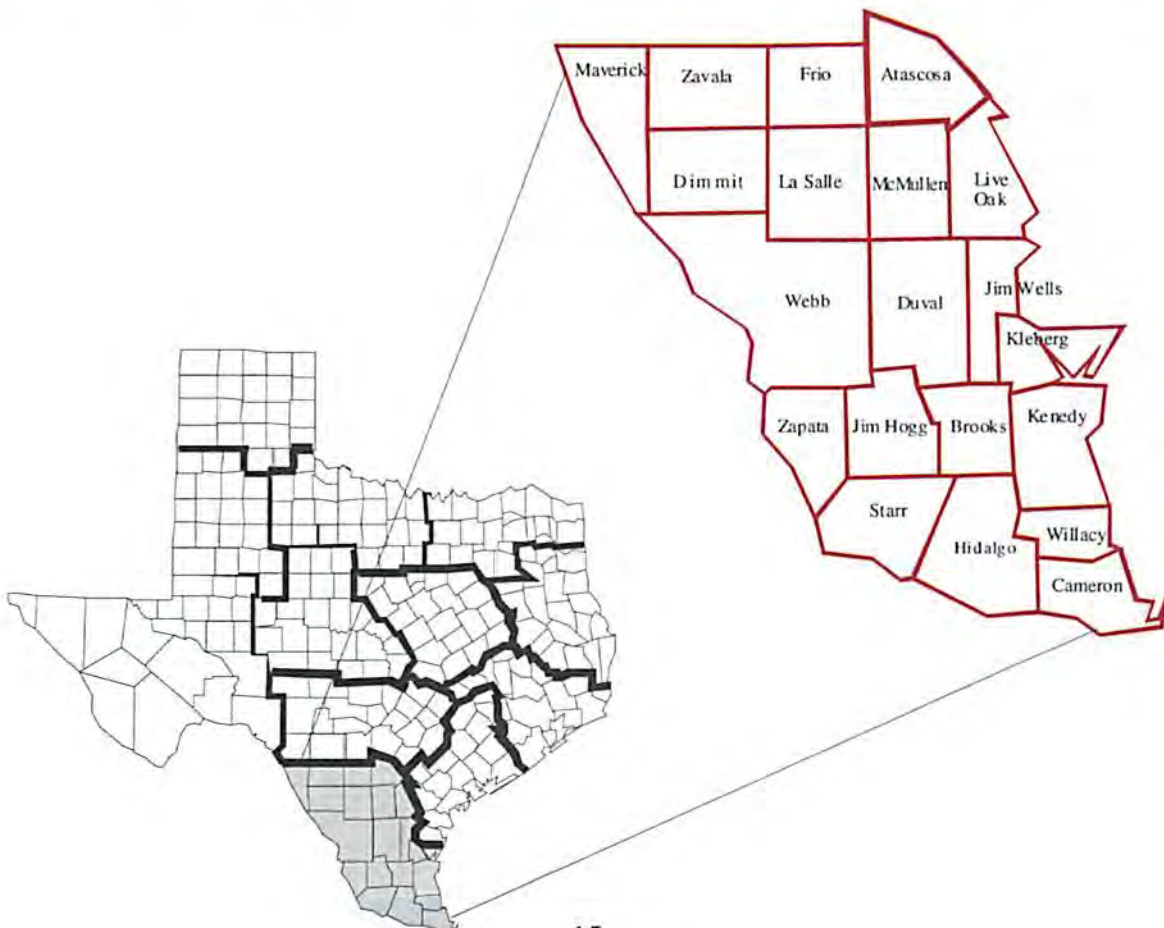 Maverick
Zavala
Frio
Atascosa
Dimmit
La Salle
McMullen
Live
Oak
Webb
Duval
Jim Wells
Kleberg
Zapata
Jim Hogg
Brooks
Kenedy
Starr
Hidalgo
Willacy
Cameron